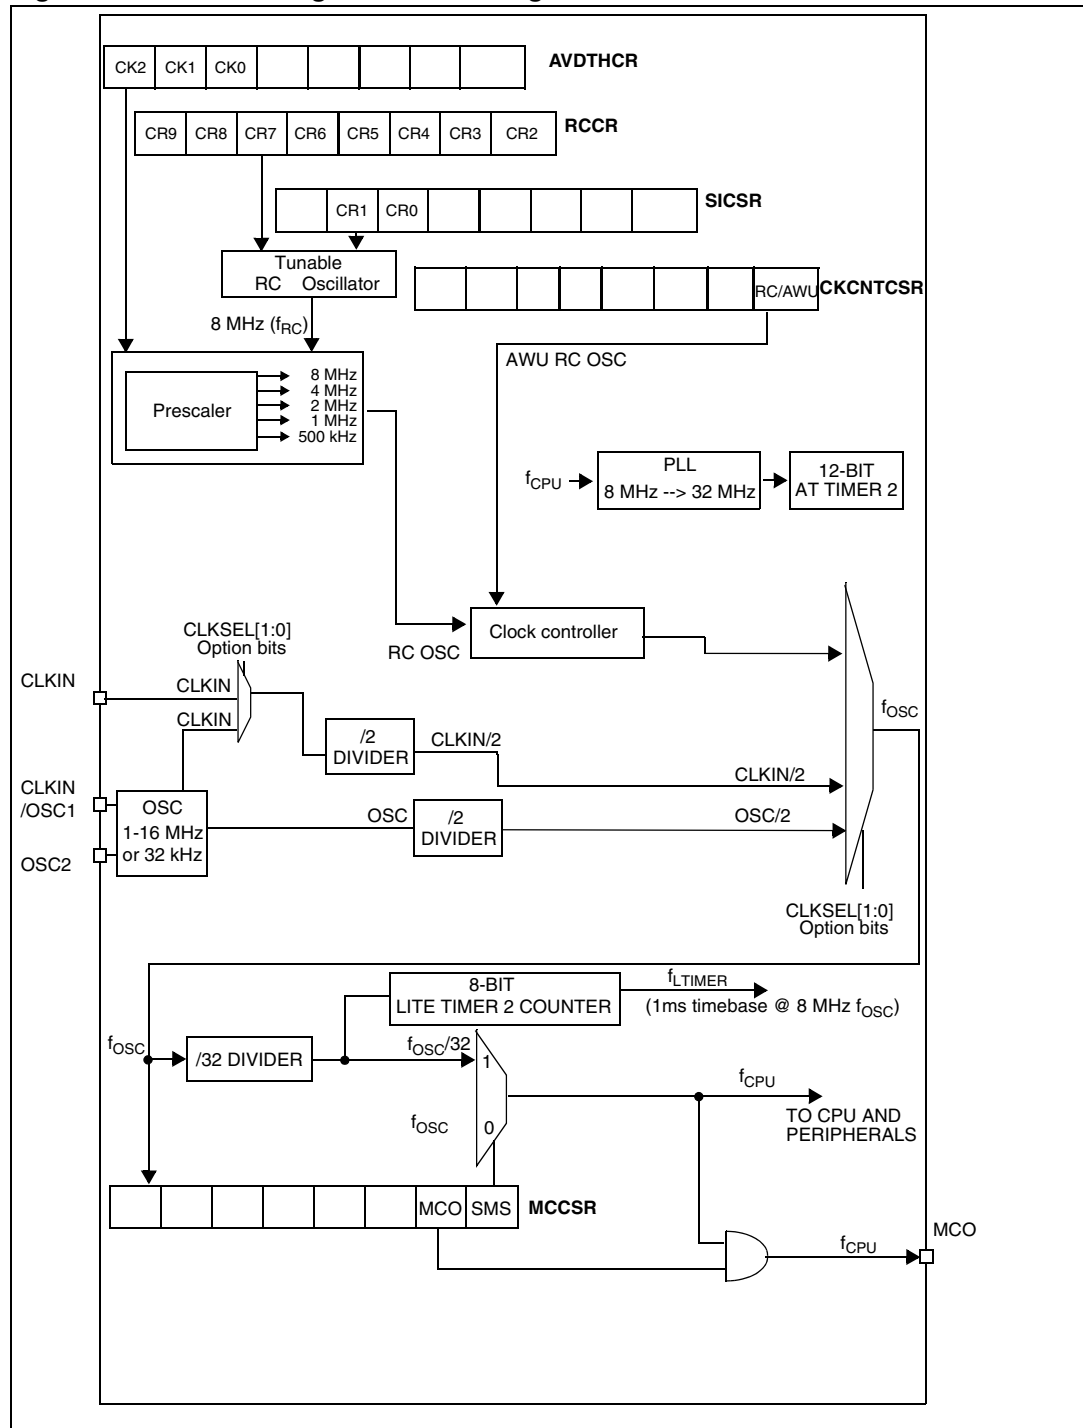 CK2 CK1 CK0 AVDTHCR
CR9 CR8 CR7 CR6 CR5 CR4 CR3 CR2 RCCR
CR1 CR0 SICSR
Tunable
RC Oscillator
RC/AWU CKCNTCSR
8 MHz (fRC)
AWU RC OSC
Prescaler
8 MHz
4 MHz
2 MHz
1 MHz
500 kHz
fCPU
PLL
8 MHz --> 32 MHz
12-BIT
AT TIMER 2
Clock controller
RC OSC
CLKSEL[1:0]
Option bits
CLKIN
CLKIN
CLKIN
/2
DIVIDER
CLKIN/2
CLKIN/2
fOSC
CLKIN
/OSC1
OSC2
OSC
1-16 MHz
or 32 kHz
OSC
/2
DIVIDER
OSC/2
CLKSEL[1:0]
Option bits
8-BIT
LITE TIMER 2 COUNTER
fLTIMER
(1ms timebase @ 8 MHz fOSC)
fOSC
/32 DIVIDER
fOSC/32
1
fOSC
0
fCPU
TO CPU AND
PERIPHERALS
MCO SMS MCCSR
fCPU
MCO